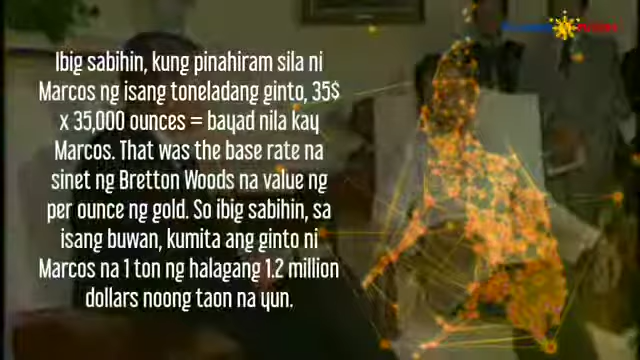 Ibig sabihin, kung pinahiram sila ni
Marcos ng isang toneladang ginto, 35$
x 35,000 ounces = bayad nila kay
Marcos. That was the base rate na
sinet ng Bretton Woods na value ng
per ounce ng gold. So ibig sabihin, sa
isang buwan, kumita ang ginto ni
Marcos na 1 ton ng halagang 1.2 million
dollars noong taon na yun.